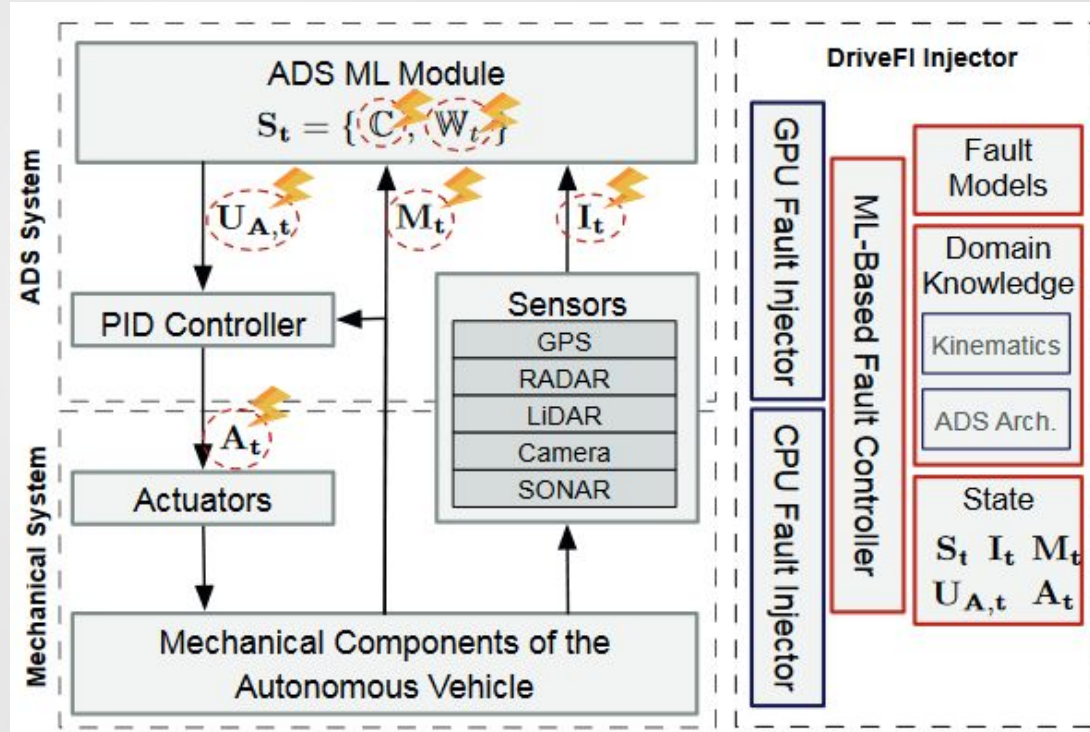 ADS System
Mechanical System
ADS ML Module
S_t = { ℂ, 𝕎_t }
U_A,t
M_t
I_t
PID Controller
Sensors
GPS
RADAR
LiDAR
Camera
SONAR
A_t
Actuators
Mechanical Components of the
Autonomous Vehicle
DriveFI Injector
GPU Fault Injector
CPU Fault Injector
ML-Based Fault Controller
Fault
Models
Domain
Knowledge
Kinematics
ADS Arch.
State
S_t I_t M_t
U_A,t A_t